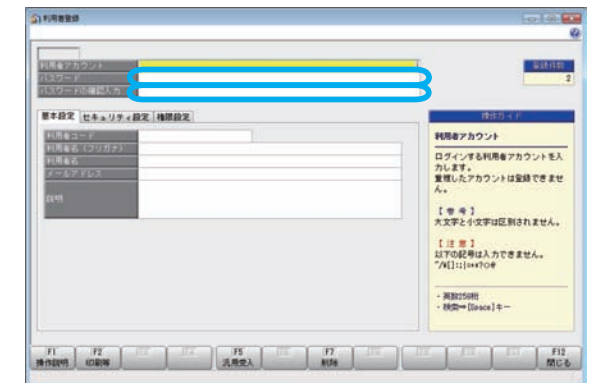 利用者登録
利用者アカウント
パスワード
パスワードの確認入力
登録件数
2
基本設定 セキュリティ設定 権限設定
利用者コード
利用者名(フリガナ)
利用者名
メールアドレス
説明
操作ガイド
利用者アカウント
ログインする利用者アカウントを入
力します。
重複したアカウントは登録できませ
ん。
【参考】
大文字と小文字は区別されません。
【注意】
以下の記号は入力できません。
・英数256桁
・検索⇒[Space]キー
F1 F2 F5 F7 F12
操作説明 印刷等 汎用受入 削除 閉じる